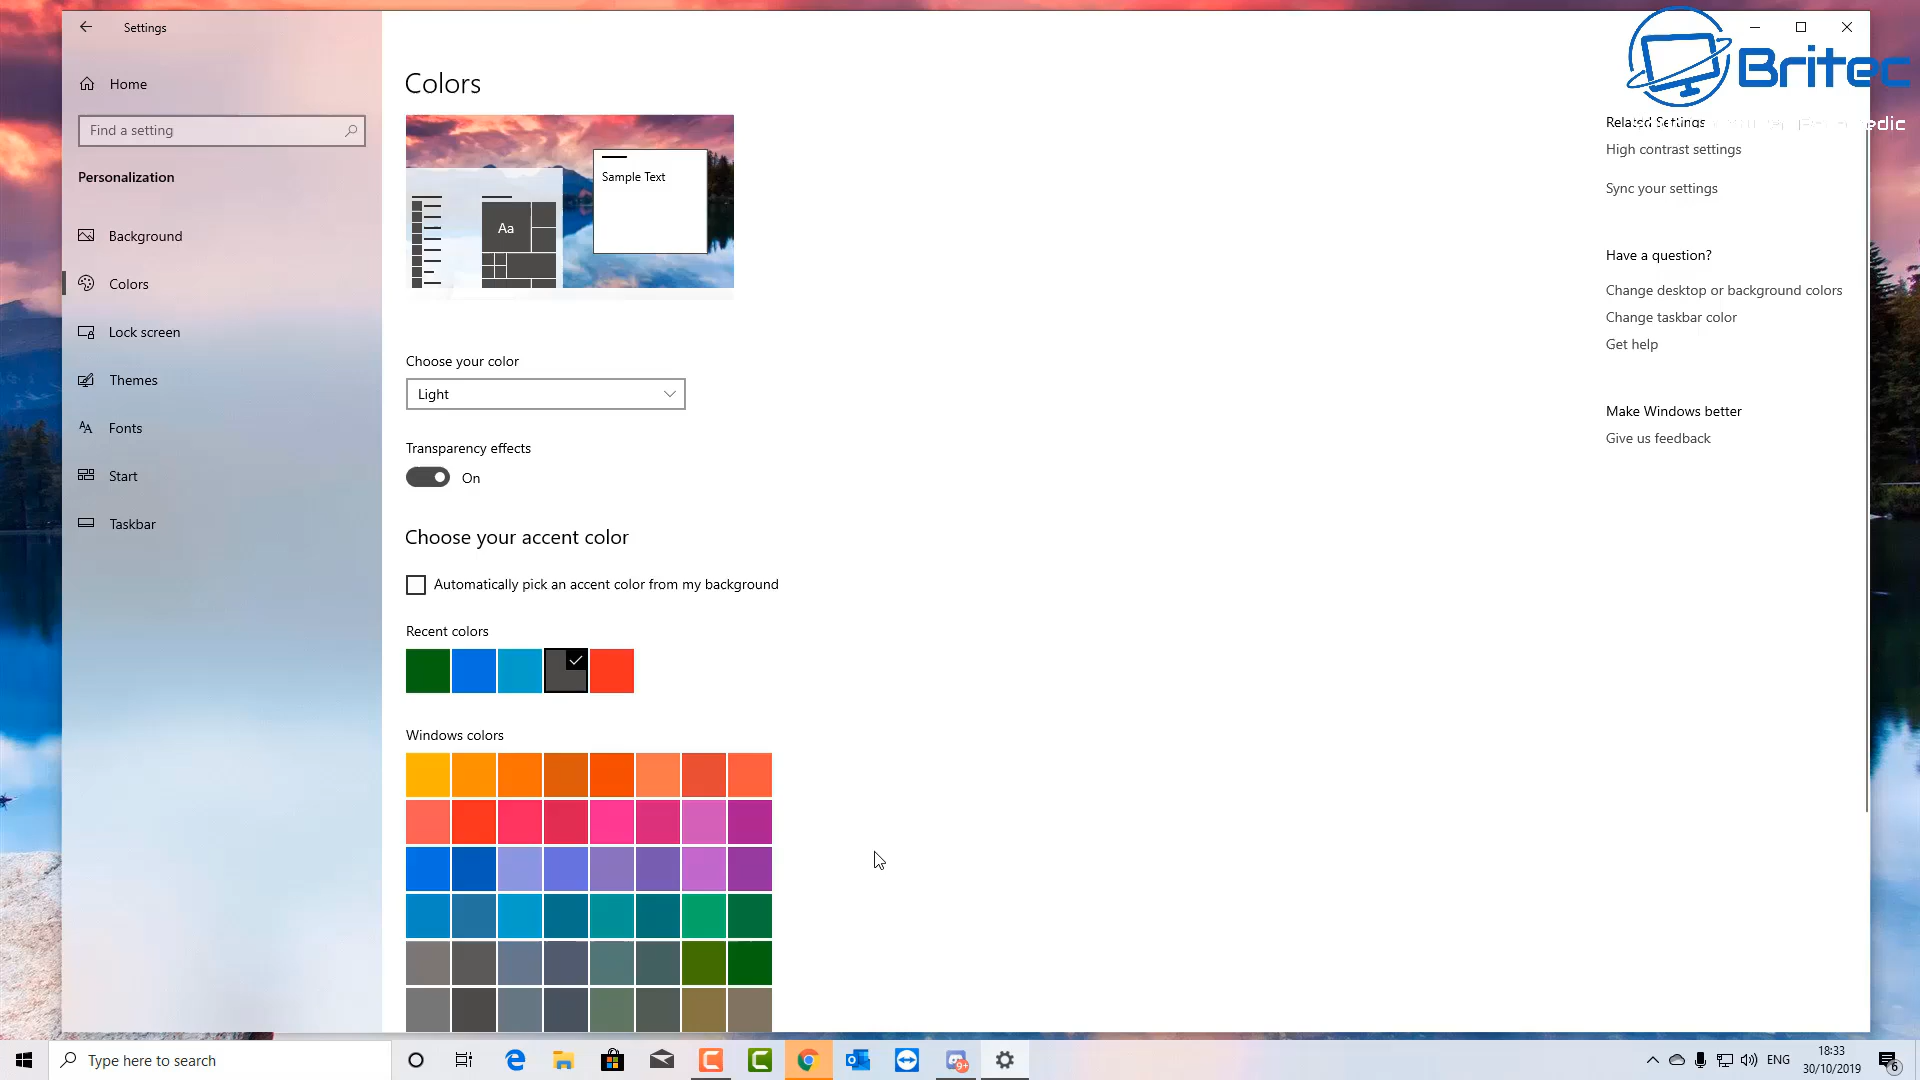 Settings
Home
Find a setting
Personalization
Background
Colors
Lock screen
Themes
Fonts
Start
Taskbar
Colors
Sample Text
Aa
Choose your color
Light
Transparency effects
On
Choose your accent color
Automatically pick an accent color from my background
Recent colors
Windows colors
Britec
Related Settings
High contrast settings
Sync your settings
Have a question?
Change desktop or background colors
Change taskbar color
Get help
Make Windows better
Give us feedback
Type here to search
9+
ENG
18:33
30/10/2019
6